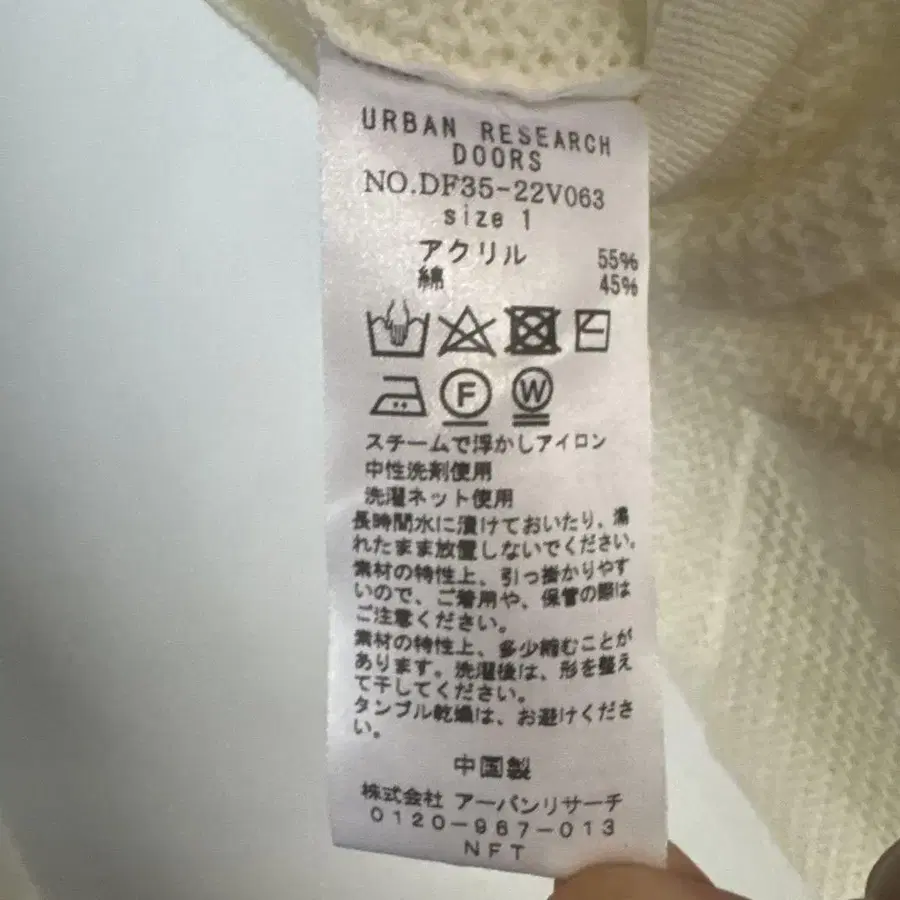 URBAN RESEARCH
DOORS
NO.DF35-22V063
size 1
アクリル 55%
綿 45%
F W
スチームで浮かしアイロン
中性洗剤使用
洗濯ネット使用
長時間水に漬けておいたり、濡
れたまま放置しないでください。
素材の特性上、引っ掛かりやす
いので、ご着用や、保管の際は
ご注意ください。
素材の特性上、多少縮むことが
あります。洗濯後は、形を整え
て干してください。
タンブル乾燥は、お避けくださ
い。
中国製
株式会社 アーバンリサーチ
0120-967-013
NFT